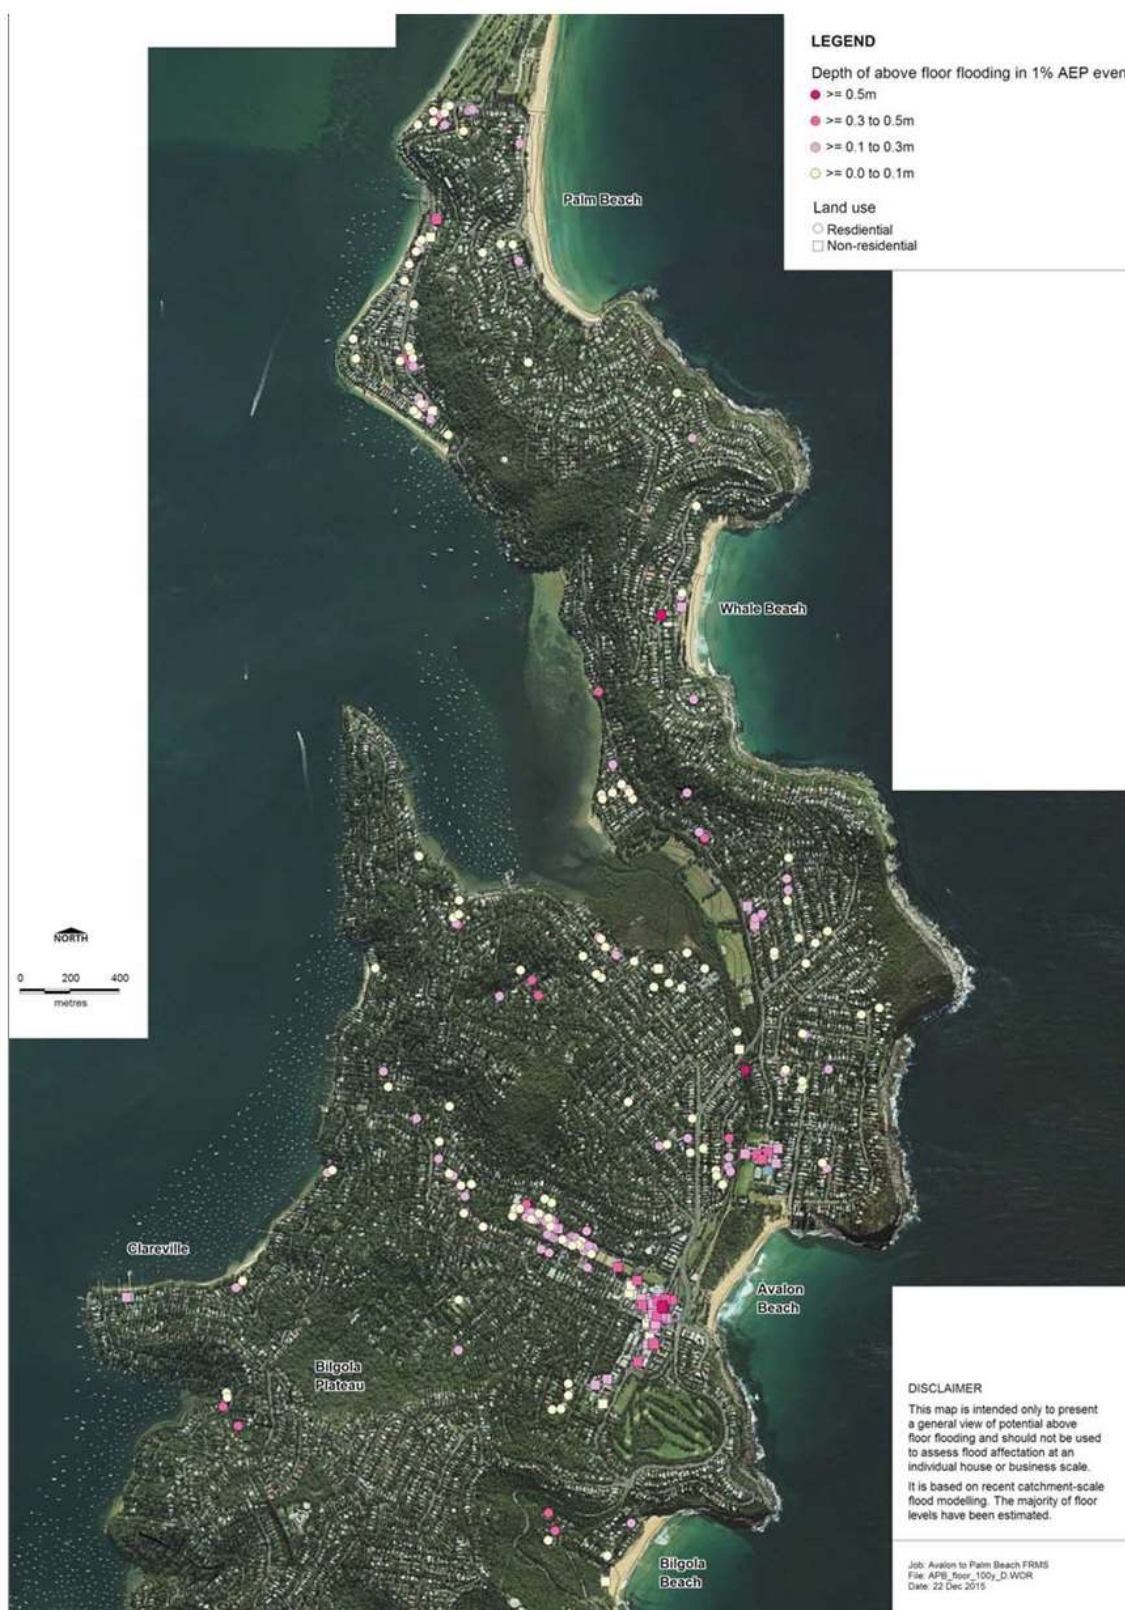 LEGEND
Depth of above floor flooding in 1% AEP even
>= 0.5m
>= 0.3 to 0.5m
>= 0.1 to 0.3m
>= 0.0 to 0.1m
Land use
Resdiential
Non-residential
Palm Beach
Whale Beach
NORTH
0 200 400
metres
Clareville
Avalon
Beach
Bilgola
Plateau
Bilgola
Beach
DISCLAIMER
This map is intended only to present
a general view of potential above
floor flooding and should not be used
to assess flood affectation at an
individual house or business scale.
It is based on recent catchment-scale
flood modelling. The majority of floor
levels have been estimated.
Job: Avalon to Palm Beach FRMS
File: APB_floor_100y_D.WOR
Date: 22 Dec 2015